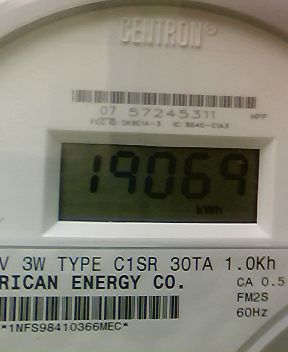 CENTRON®
07 57245311
19069
kWh
V 3W TYPE C1SR 30TA 1.0Kh
RICAN ENERGY CO. CA 0.5
FM2S
60Hz
*1NFS98410366MEC*